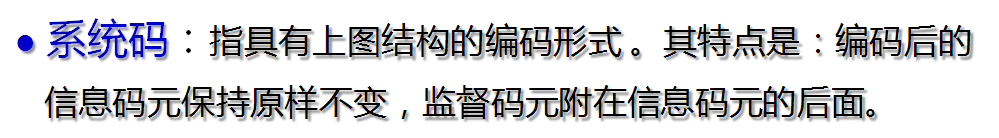 • 系统码：指具有上图结构的编码形式。其特点是：编码后的
信息码元保持原样不变，监督码元附在信息码元的后面。